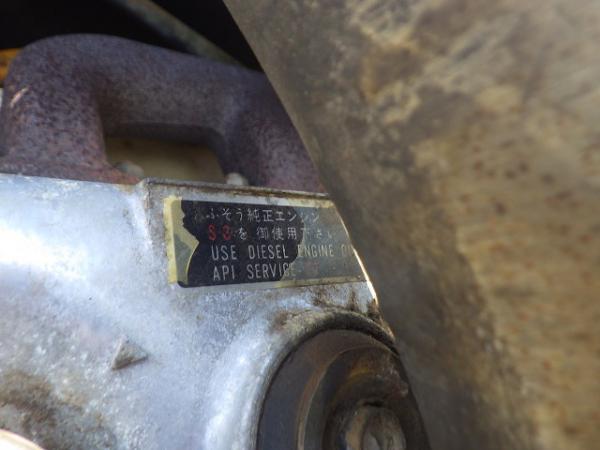 ふそう純正エンジン
S3を御使用下さい
USE DIESEL ENGINE
API SERVICE